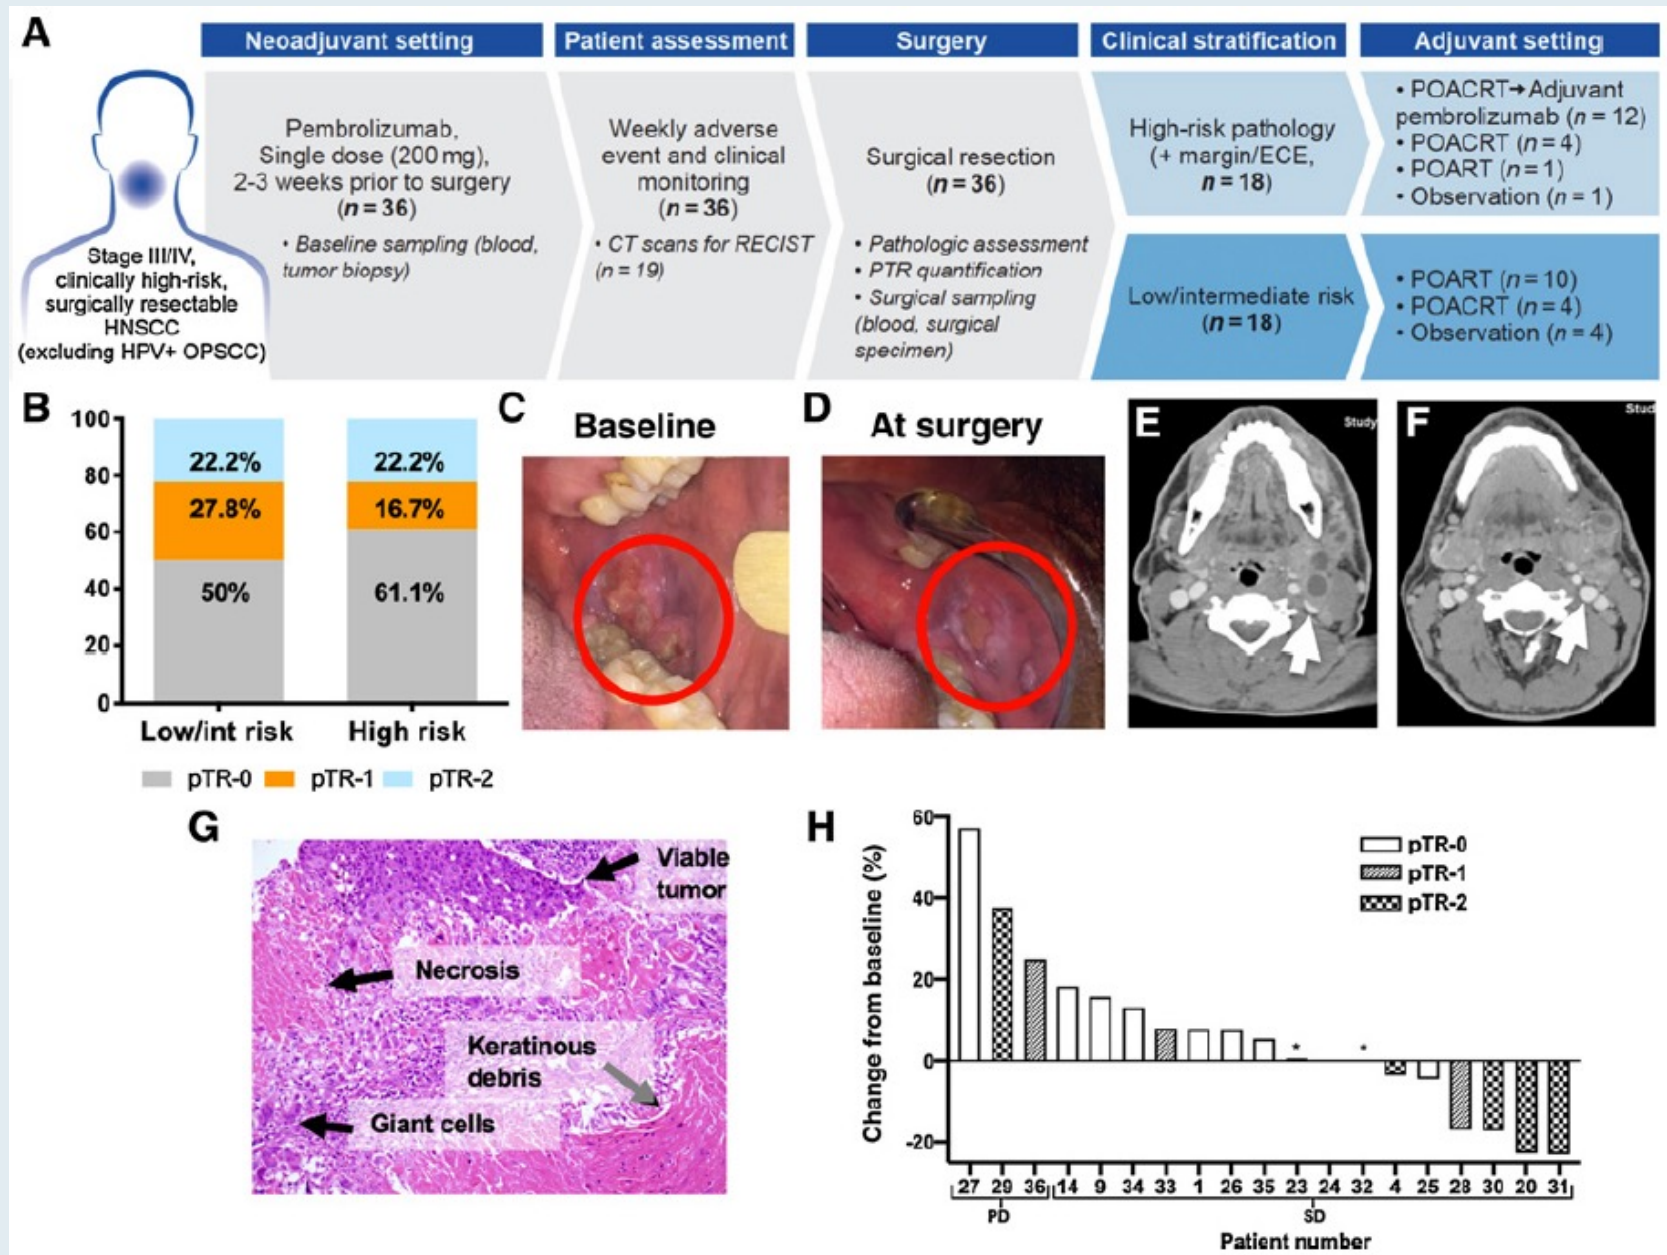 A
Neoadjuvant setting
Patient assessment
Surgery
Clinical stratification
Adjuvant setting
Stage III/IV,
clinically high-risk,
surgically resectable
HNSCC
(excluding HPV+ OPSCC)
Pembrolizumab,
Single dose (200 mg),
2-3 weeks prior to surgery
(n = 36)
• Baseline sampling (blood,
tumor biopsy)
Weekly adverse
event and clinical
monitoring
(n = 36)
• CT scans for RECIST
(n = 19)
Surgical resection
(n = 36)
• Pathologic assessment
• PTR quantification
• Surgical sampling
(blood, surgical
specimen)
High-risk pathology
(+ margin/ECE,
n = 18)
Low/intermediate risk
(n = 18)
• POACRT→Adjuvant
pembrolizumab (n = 12)
• POACRT (n = 4)
• POART (n = 1)
• Observation (n = 1)
• POART (n = 10)
• POACRT (n = 4)
• Observation (n = 4)
B
100
80
60
40
20
0
22.2%
27.8%
50%
22.2%
16.7%
61.1%
Low/int risk
High risk
pTR-0
pTR-1
pTR-2
C
Baseline
D
At surgery
E
Study
F
Stud
G
Viable
tumor
Necrosis
Keratinous
debris
Giant cells
H
Change from baseline (%)
60
40
20
0
-20
pTR-0
pTR-1
pTR-2
*
*
27 29 36 14 9 34 33 1 26 35 23 24 32 4 25 28 30 20 31
PD
SD
Patient number